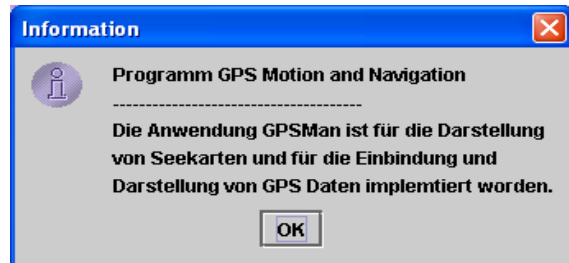 Information
Programm GPS Motion and Navigation
--------------------------------------
Die Anwendung GPSMan ist für die Darstellung
von Seekarten und für die Einbindung und
Darstellung von GPS Daten implemtiert worden.
OK